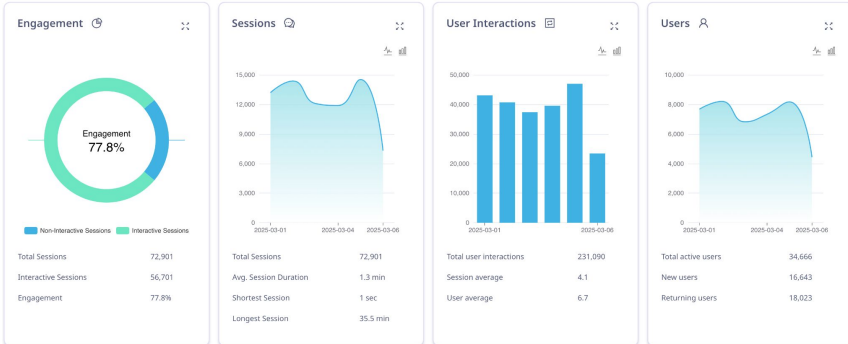 Engagement
Engagement
77.8%
Non-Interactive Sessions Interactive Sessions
Total Sessions 72,901
Interactive Sessions 56,701
Engagement 77.8%
Sessions
15,000
12,000
9,000
6,000
3,000
0
2025-03-01 2025-03-04 2025-03-06
Total Sessions 72,901
Avg. Session Duration 1.3 min
Shortest Session 1 sec
Longest Session 35.5 min
User Interactions
50,000
40,000
30,000
20,000
10,000
0
2025-03-01 2025-03-06
Total user interactions 231,090
Session average 4.1
User average 6.7
Users
10,000
8,000
6,000
4,000
2,000
0
2025-03-01 2025-03-04 2025-03-06
Total active users 34,666
New users 16,643
Returning users 18,023